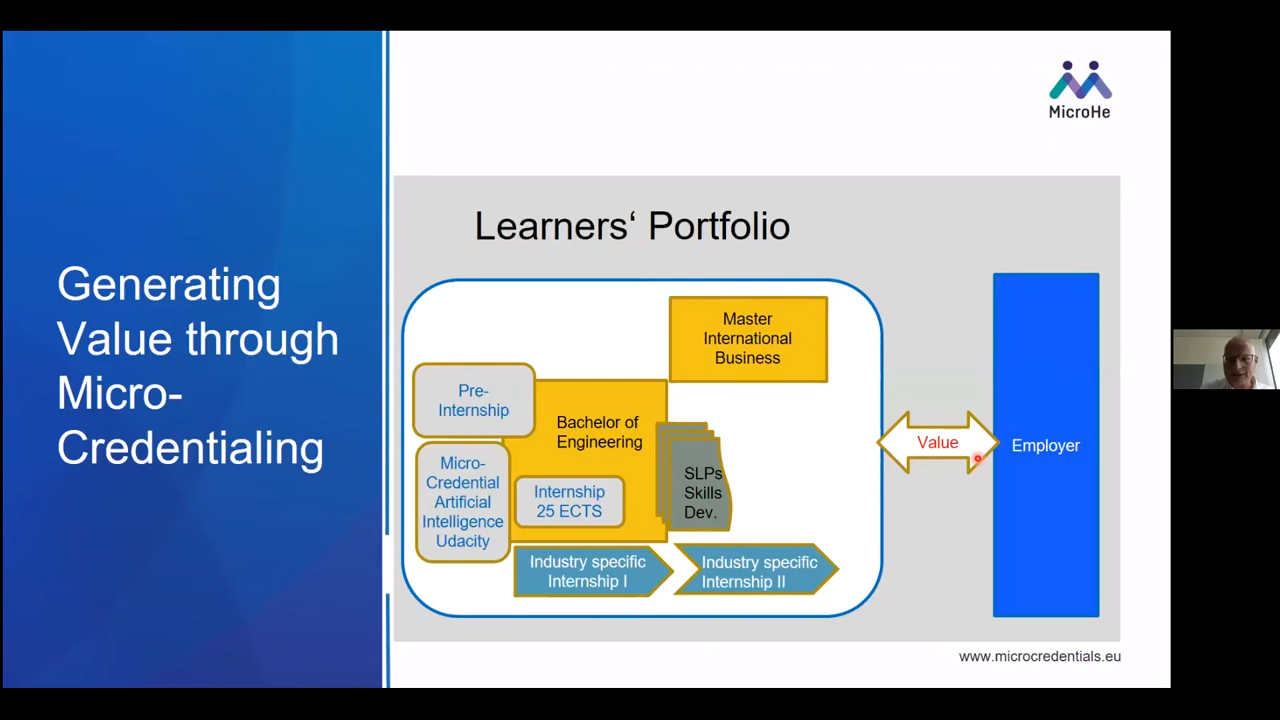 MicroHe
Generating
Value through
Micro-
Credentialing
Learners‘ Portfolio
Master
International
Business
Pre-
Internship
Bachelor of
Engineering
Micro-
Credential
Artificial
Intelligence
Udacity
Internship
25 ECTS
SLPs
Skills
Dev.
Industry specific
Internship I
Industry specific
Internship II
Value
Employer
www.microcredentials.eu